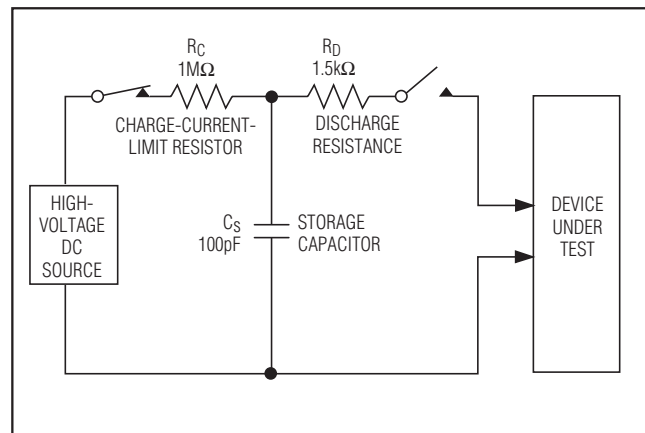 R_C
1MΩ
CHARGE-CURRENT-
LIMIT RESISTOR
R_D
1.5kΩ
DISCHARGE
RESISTANCE
HIGH-
VOLTAGE
DC
SOURCE
C_S
100pF
STORAGE
CAPACITOR
DEVICE
UNDER
TEST